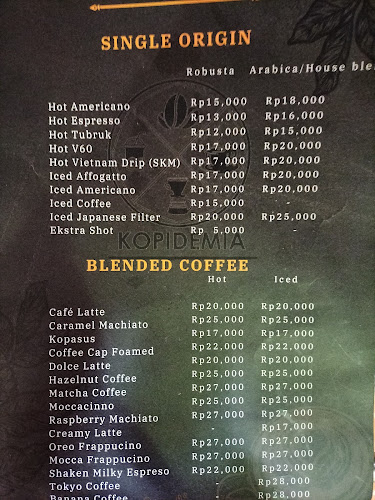 SINGLE ORIGIN
Robusta Arabica/House ble
Hot Americano Rp15,000 Rp18,000
Hot Espresso Rp13,000 Rp16,000
Hot Tubruk Rp12,000 Rp15,000
Hot V60 Rp17,000 Rp20,000
Hot Vietnam Drip (SKM) Rp17,000 Rp20,000
Iced Affogatto Rp17,000 Rp20,000
Iced Americano Rp17,000 Rp20,000
Iced Coffee Rp15,000 -
Iced Japanese Filter Rp20,000 Rp25,000
Ekstra Shot Rp 5,000 -
KOPIDEMIA
BLENDED COFFEE
Hot Iced
Café Latte Rp20,000 Rp20,000
Caramel Machiato Rp25,000 Rp25,000
Kopasus Rp17,000 Rp17,000
Coffee Cap Foamed Rp22,000 Rp22,000
Dolce Latte Rp22,000 Rp22,000
Hazelnut Coffee Rp25,000 Rp25,000
Matcha Coffee Rp27,000 Rp27,000
Moccacinno Rp25,000 Rp25,000
Raspberry Machiato Rp27,000 Rp27,000
Creamy Latte - Rp17,000
Oreo Frappucino Rp27,000 Rp27,000
Mocca Frappucino Rp27,000 Rp27,000
Shaken Milky Espreso Rp22,000 Rp22,000
Tokyo Coffee - Rp28,000
Banana Coffee Rp28,000